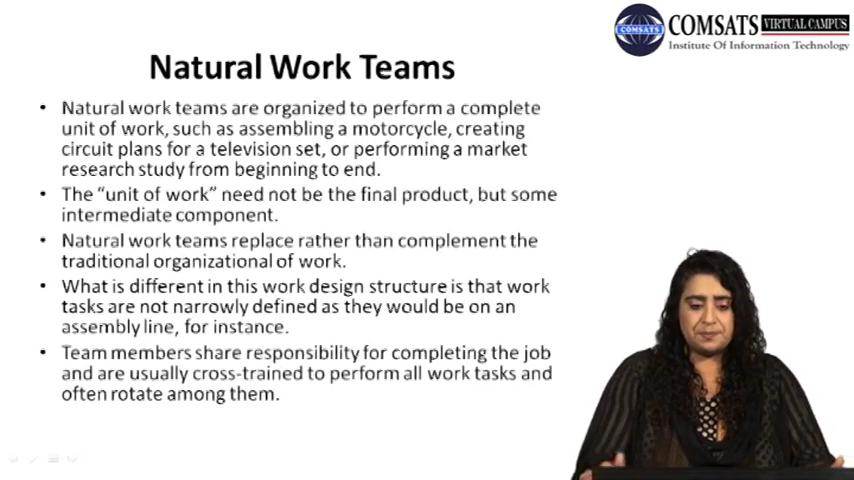 COMSATS VIRTUAL CAMPUS
Institute Of Information Technology
COMSATS
Natural Work Teams
• Natural work teams are organized to perform a complete
unit of work, such as assembling a motorcycle, creating
circuit plans for a television set, or performing a market
research study from beginning to end.
• The “unit of work” need not be the final product, but some
intermediate component.
• Natural work teams replace rather than complement the
traditional organizational of work.
• What is different in this work design structure is that work
tasks are not narrowly defined as they would be on an
assembly line, for instance.
• Team members share responsibility for completing the job
and are usually cross-trained to perform all work tasks and
often rotate among them.